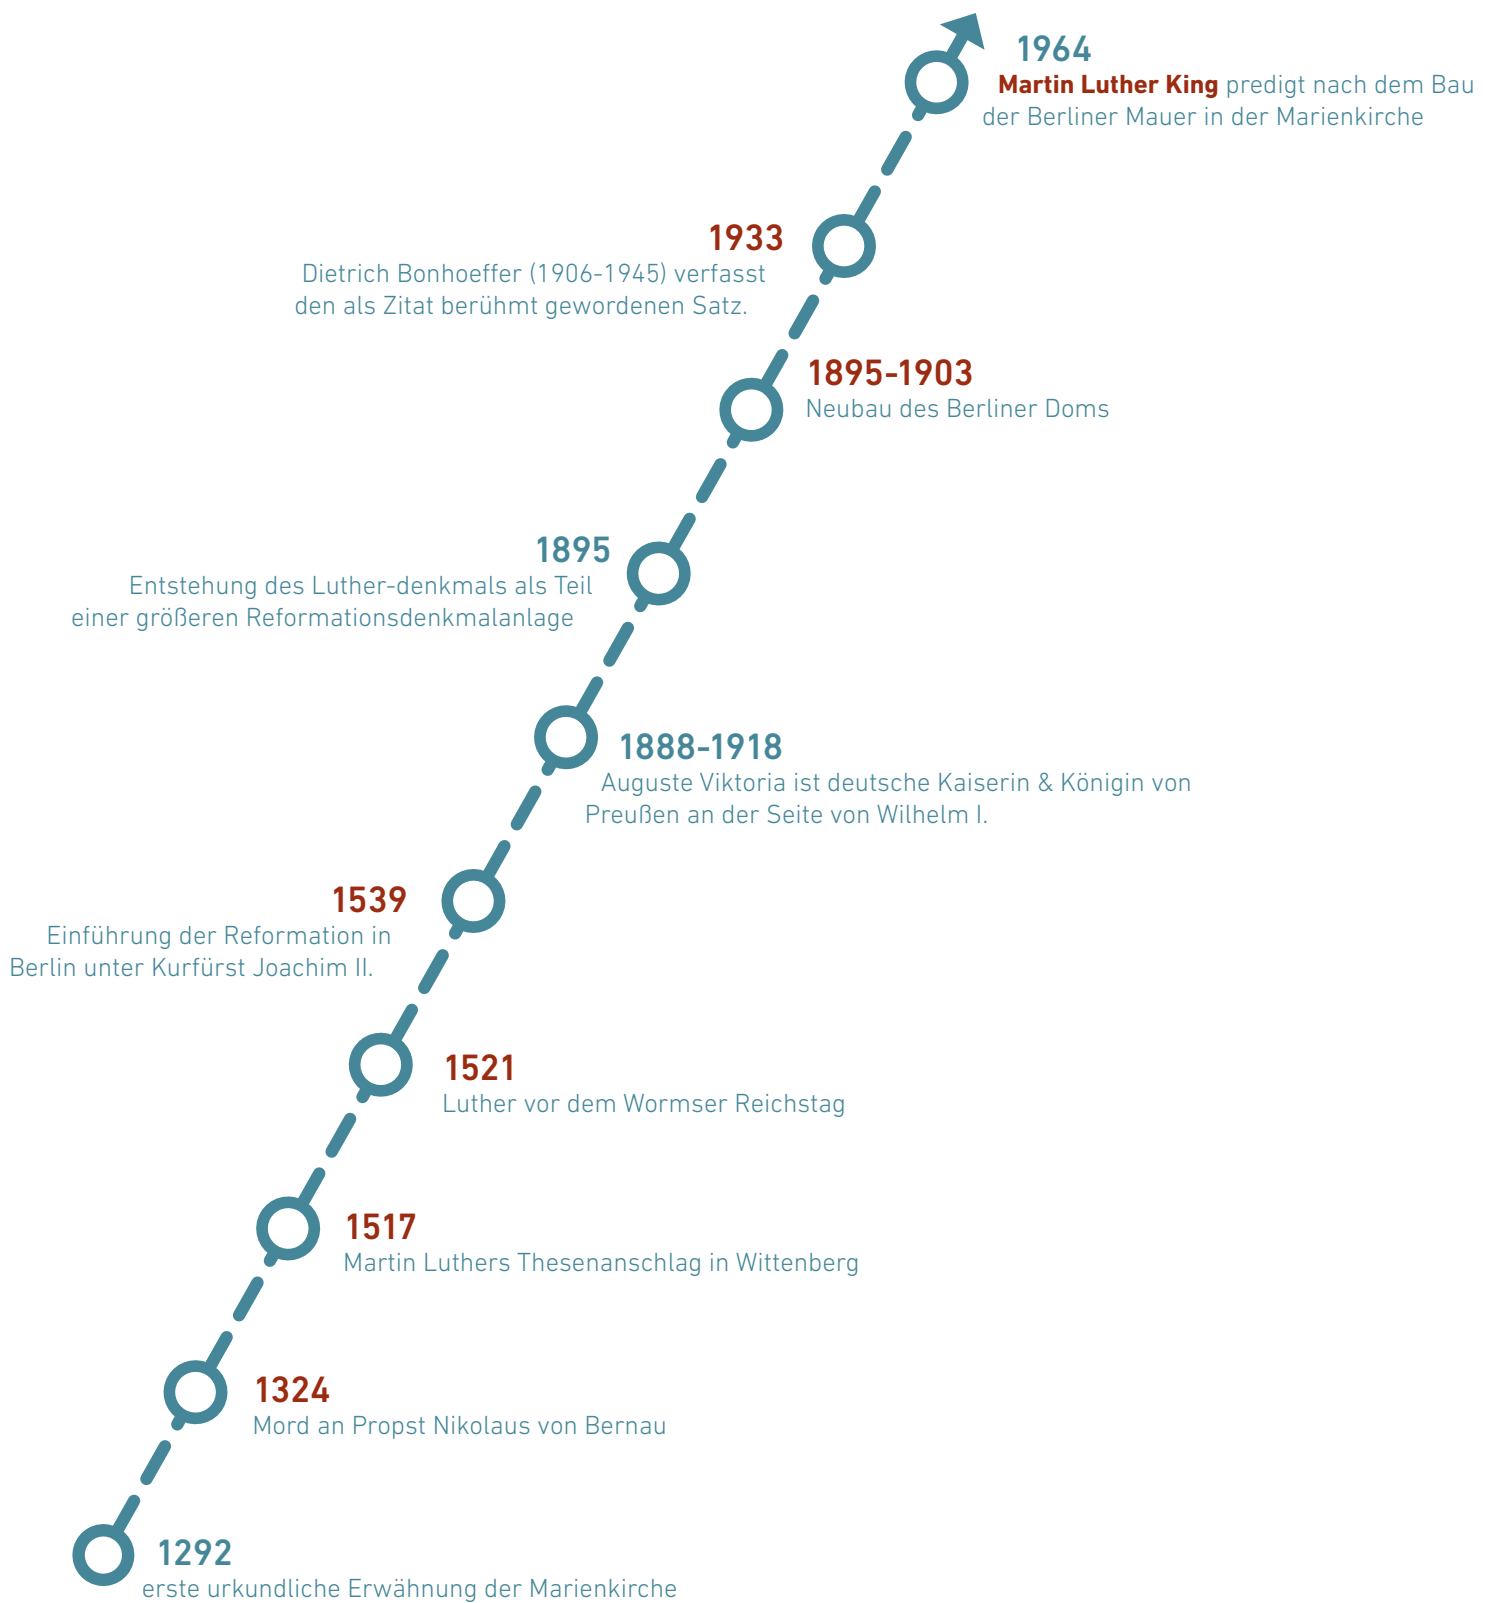 1964
Martin Luther King predigt nach dem Bau
der Berliner Mauer in der Marienkirche
1933
Dietrich Bonhoeffer (1906-1945) verfasst
den als Zitat berühmt gewordenen Satz.
1895-1903
Neubau des Berliner Doms
1895
Entstehung des Luther-denkmals als Teil
einer größeren Reformationsdenkmalanlage
1888-1918
Auguste Viktoria ist deutsche Kaiserin & Königin von
Preußen an der Seite von Wilhelm I.
1539
Einführung der Reformation in
Berlin unter Kurfürst Joachim II.
1521
Luther vor dem Wormser Reichstag
1517
Martin Luthers Thesenanschlag in Wittenberg
1324
Mord an Propst Nikolaus von Bernau
1292
erste urkundliche Erwähnung der Marienkirche